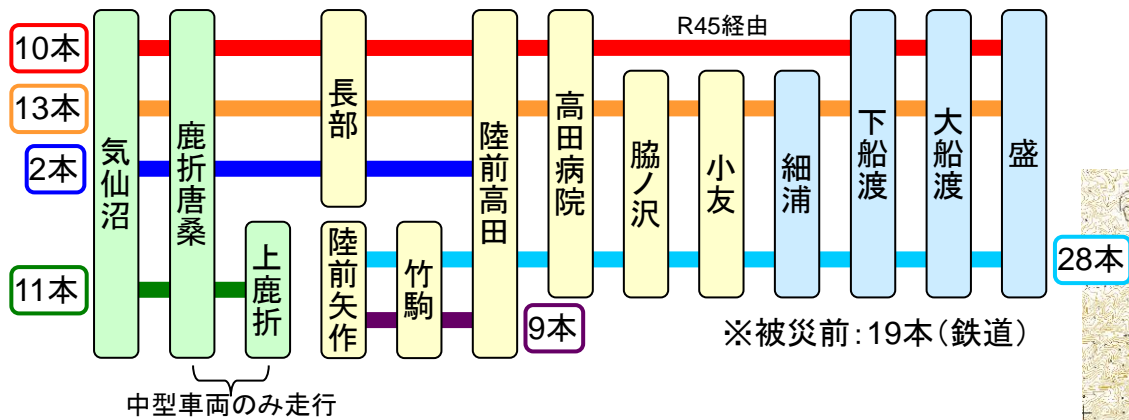 R45経由
10本
13本
2本
11本
気仙沼
鹿折唐桑
上鹿折
長部
陸前矢作
竹駒
陸前高田
高田病院
脇ノ沢
小友
細浦
下船渡
大船渡
盛
28本
9本
※被災前:19本(鉄道)
中型車両のみ走行